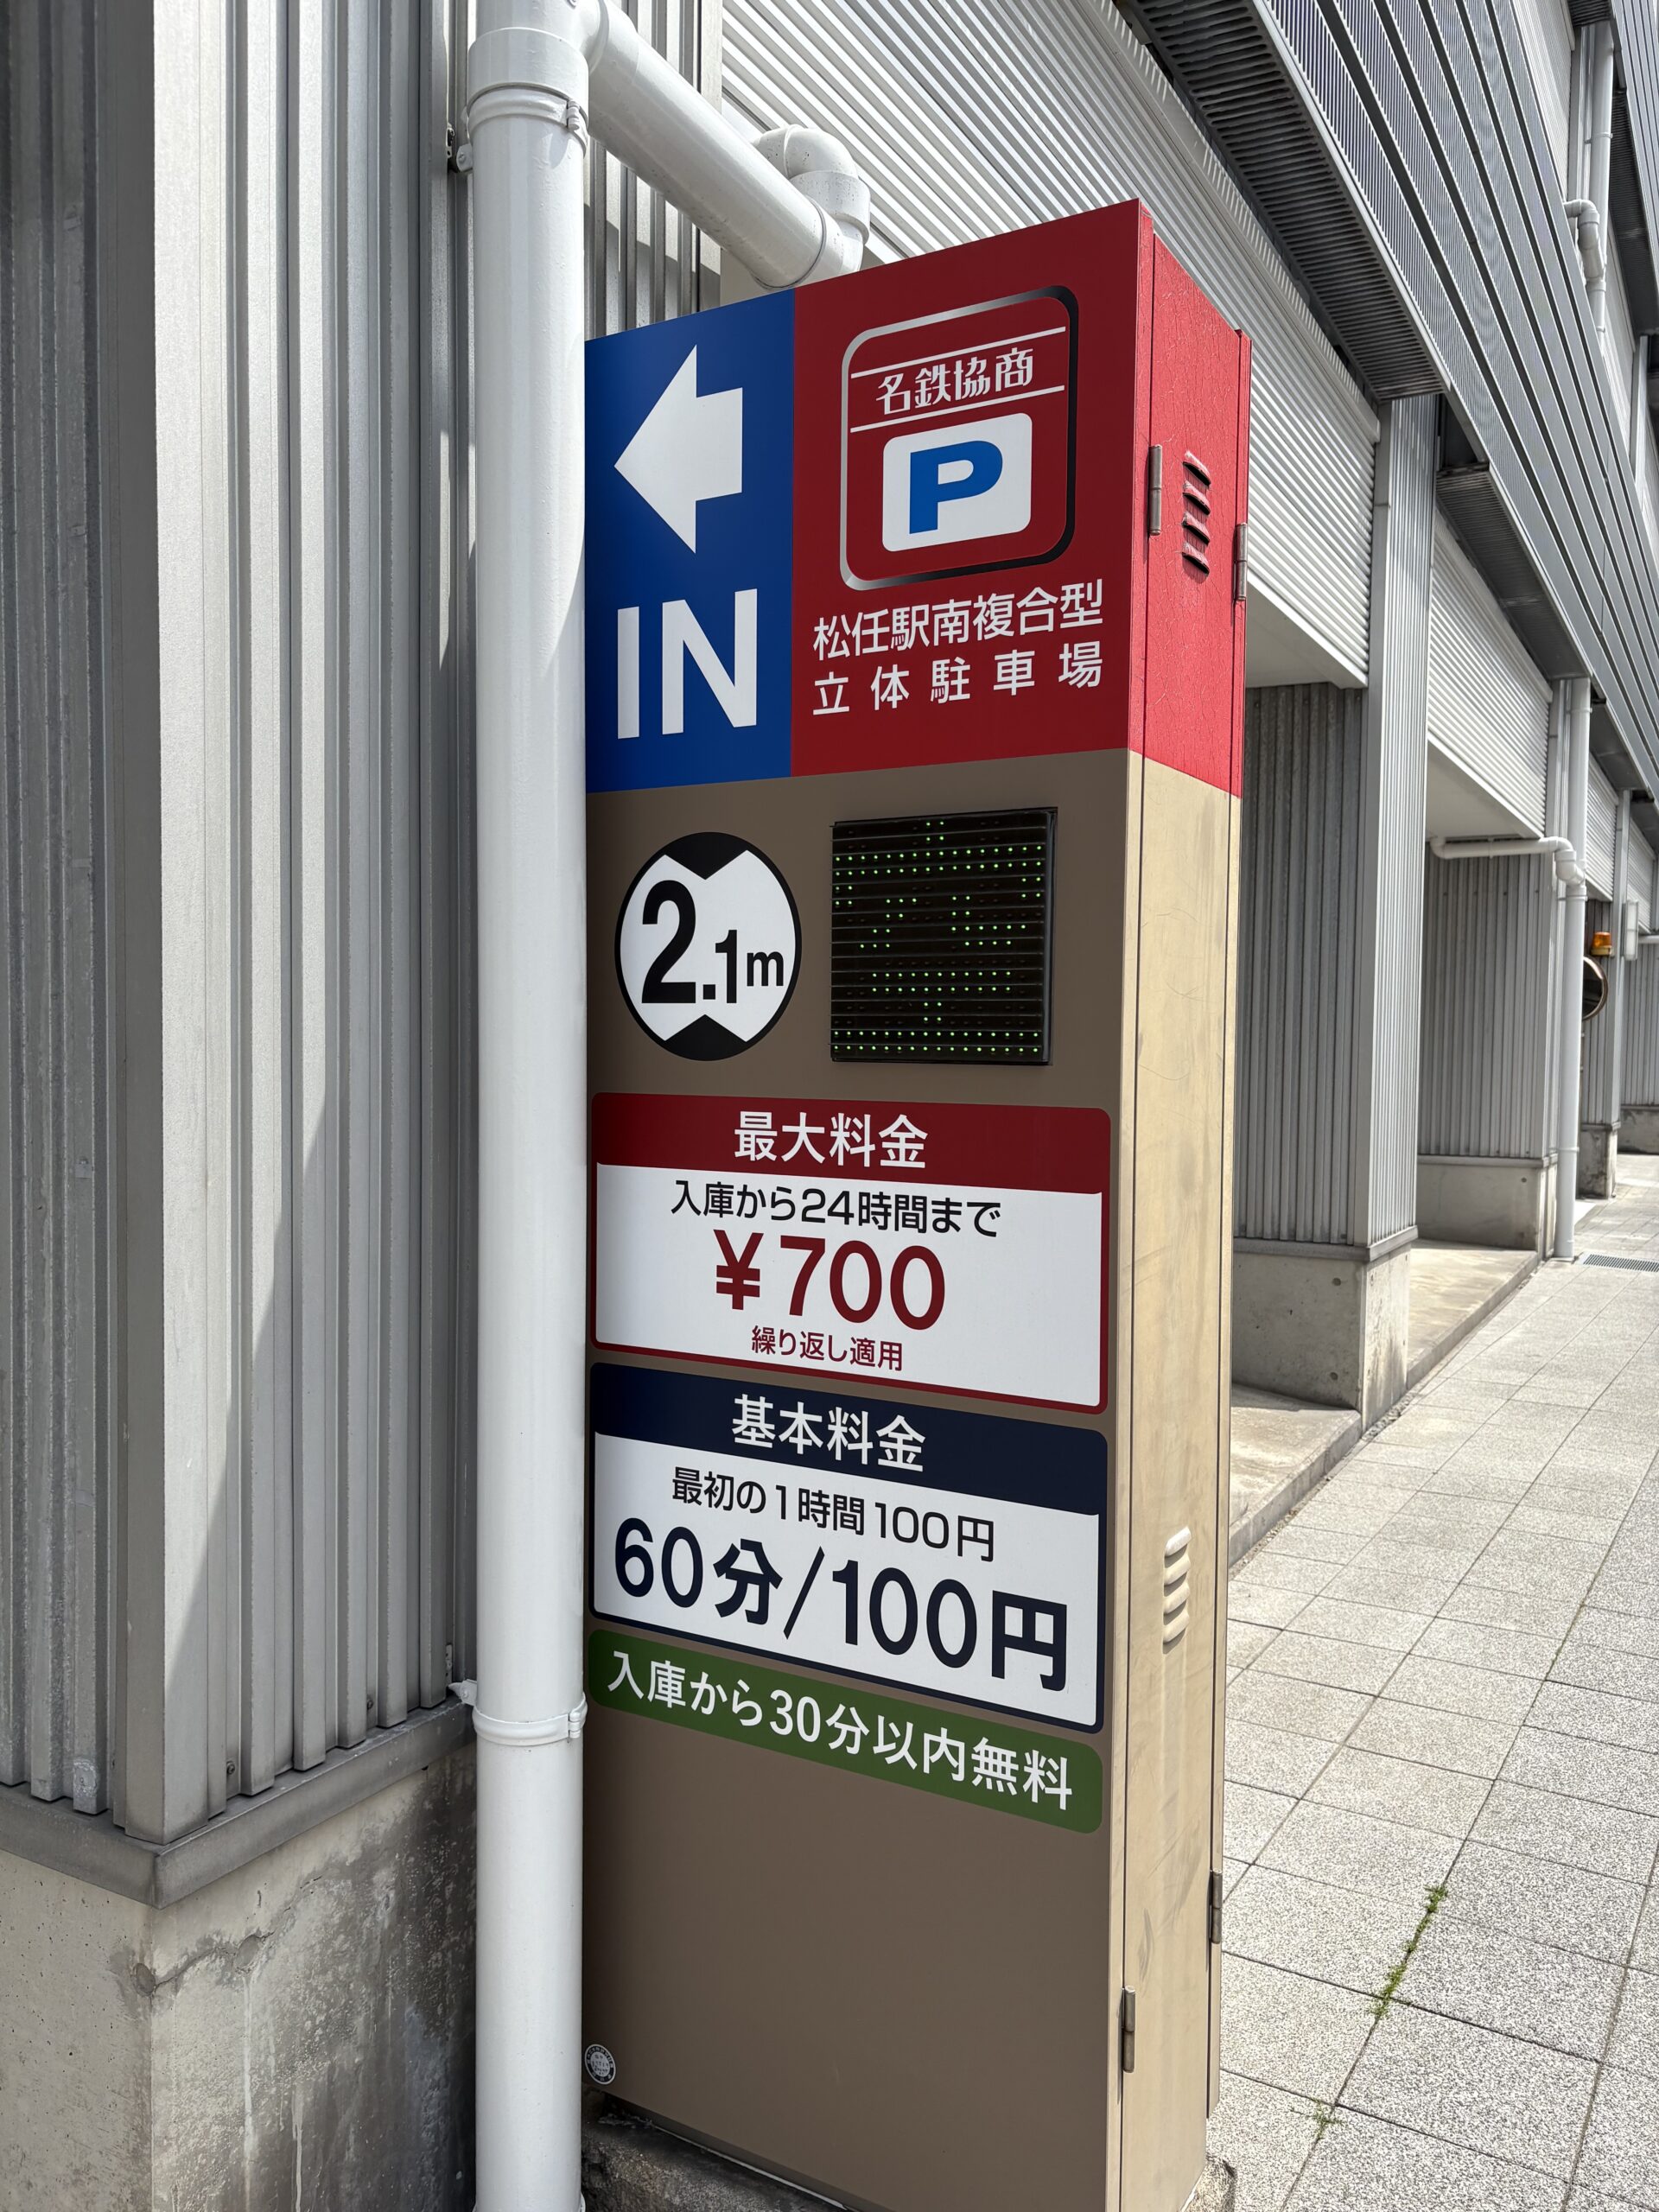 名鉄協商
P
IN
松任駅南複合型
立体駐車場
2.1m
空
最大料金
入庫から24時間まで
¥700
繰り返し適用
基本料金
最初の1時間100円
60分/100円
入庫から30分以内無料